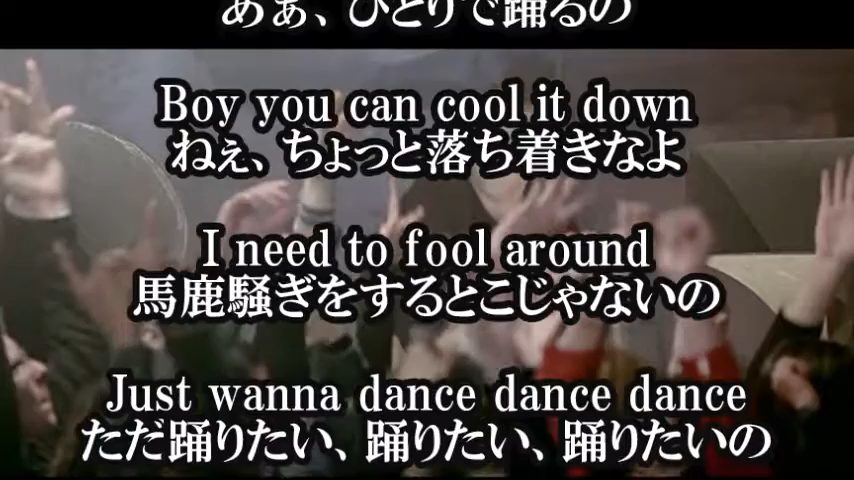 あぁ、ひとりで踊るの
Boy you can cool it down
ねぇ、ちょっと落ち着きなよ
I need to fool around
馬鹿騒ぎをするとこじゃないの
Just wanna dance dance dance
ただ踊りたい、踊りたい、踊りたいの